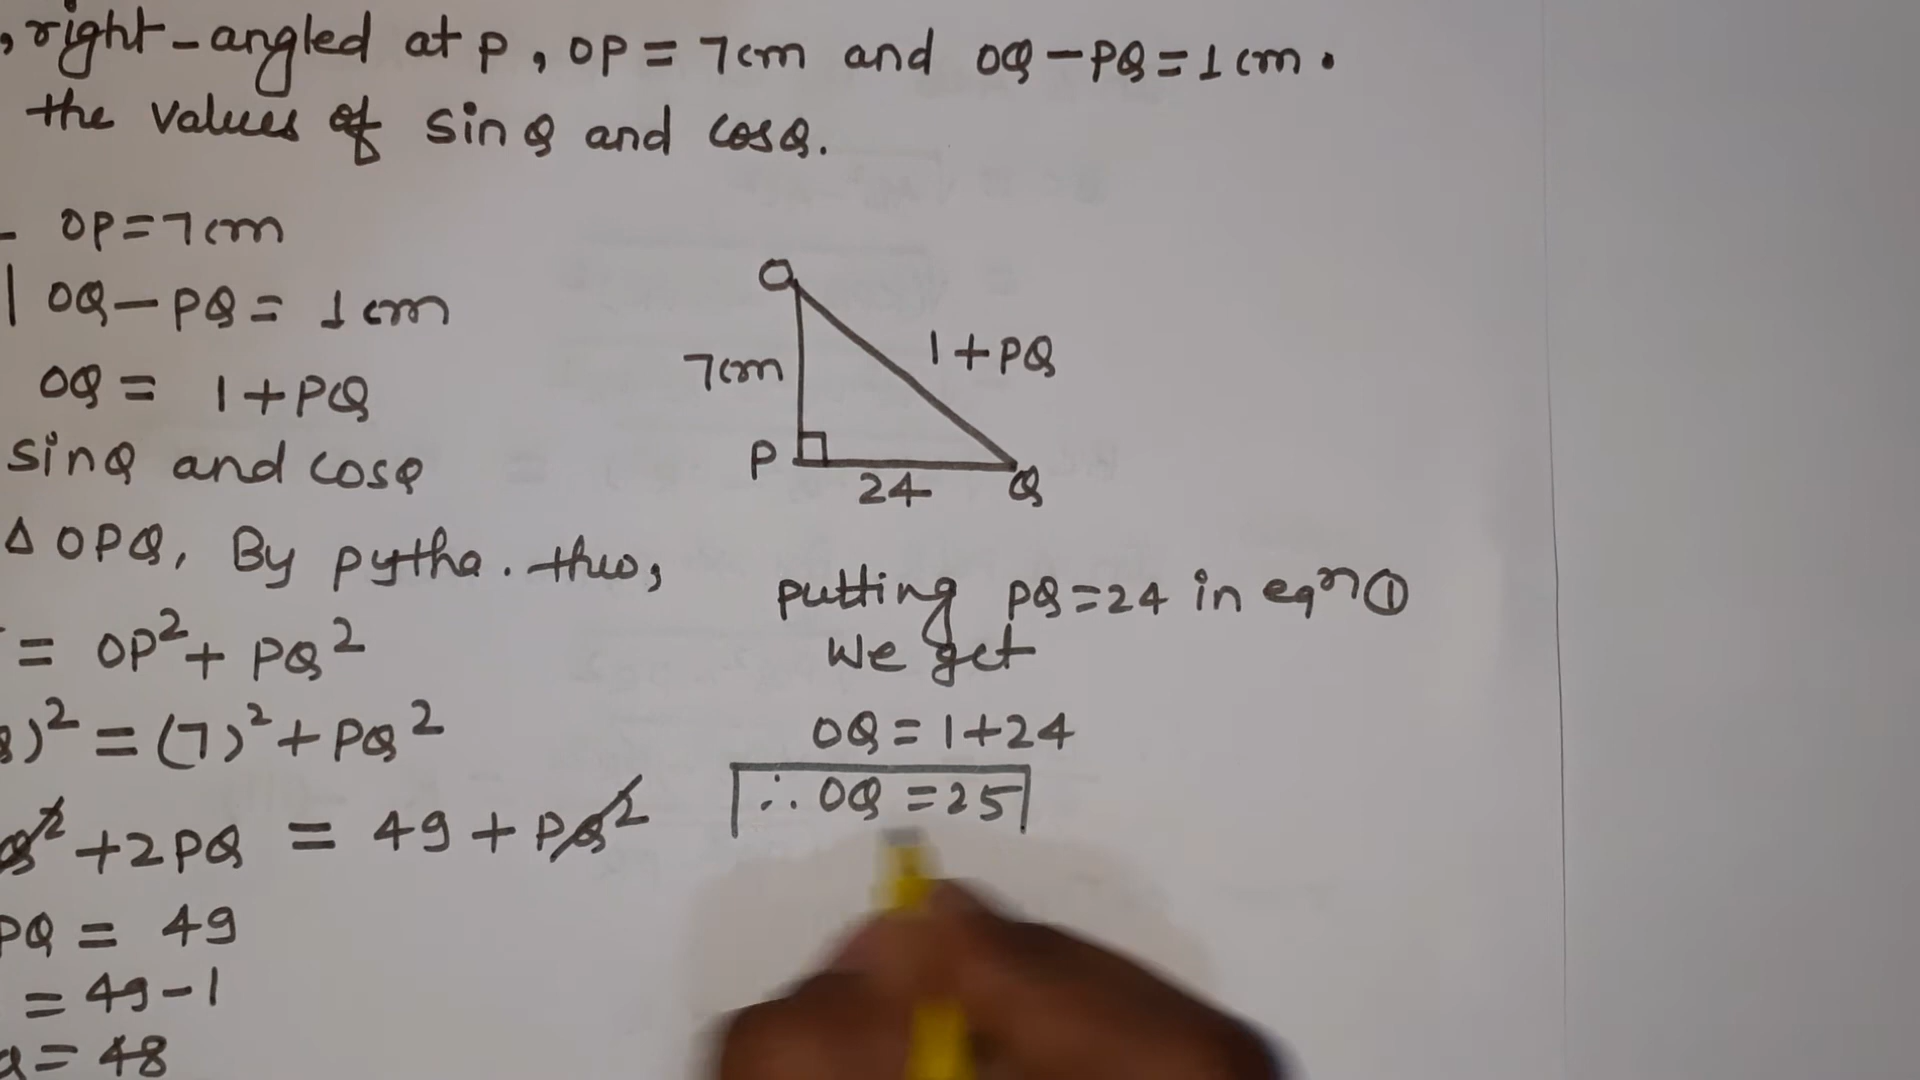 , right-angled at P, OP = 7cm and OQ - PQ = 1 cm.
the values of sin Q and cosQ.
- OP = 7cm
| OQ - PQ = 1 cm
OQ = 1 + PQ
sinQ and cosQ
Δ OPQ, By pytha. theo,
= OP² + PQ²
)² = (7)² + PQ²
+ 2PQ = 49 + PQ²
PQ = 49
= 49 - 1
= 48
O
7cm
1 + PQ
P
24
Q
putting PQ = 24 in eqⁿ ①
we get
OQ = 1 + 24
∴ OQ = 25